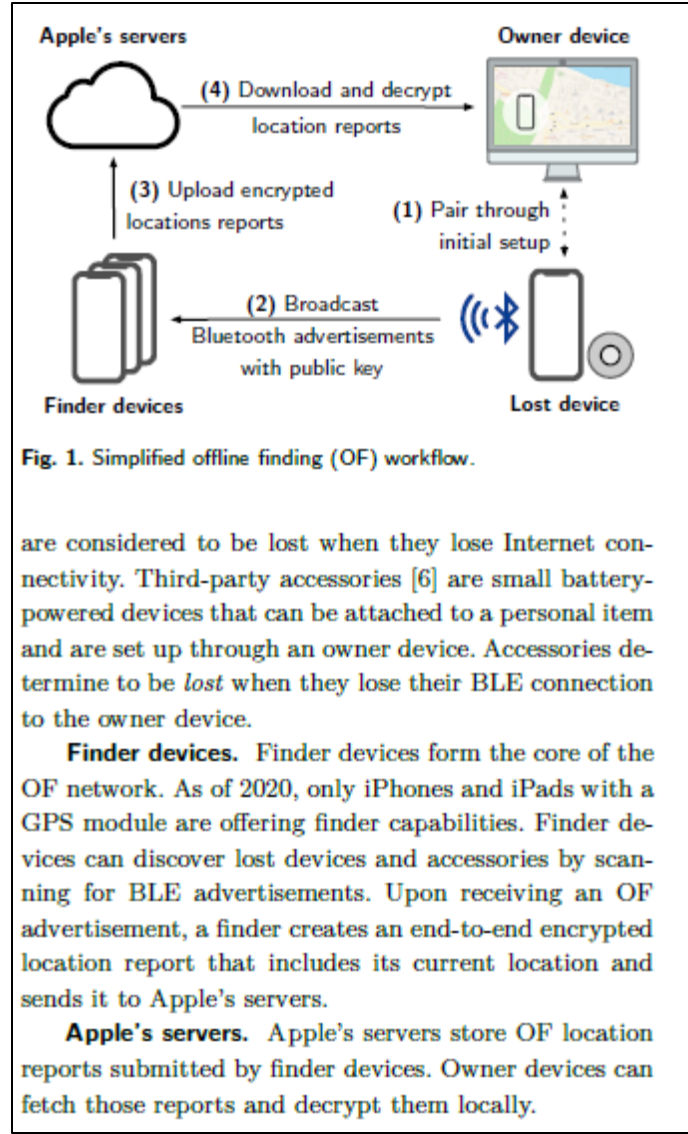 Apple's servers
Owner device
(4) Download and decrypt
location reports
(3) Upload encrypted
locations reports
(1) Pair through
initial setup
(2) Broadcast
Bluetooth advertisements
with public key
Finder devices
Lost device
Fig. 1. Simplified offline finding (OF) workflow.
are considered to be lost when they lose Internet con-
nectivity. Third-party accessories [6] are small battery-
powered devices that can be attached to a personal item
and are set up through an owner device. Accessories de-
termine to be lost when they lose their BLE connection
to the owner device.
Finder devices. Finder devices form the core of the
OF network. As of 2020, only iPhones and iPads with a
GPS module are offering finder capabilities. Finder de-
vices can discover lost devices and accessories by scan-
ning for BLE advertisements. Upon receiving an OF
advertisement, a finder creates an end-to-end encrypted
location report that includes its current location and
sends it to Apple's servers.
Apple's servers. Apple's servers store OF location
reports submitted by finder devices. Owner devices can
fetch those reports and decrypt them locally.